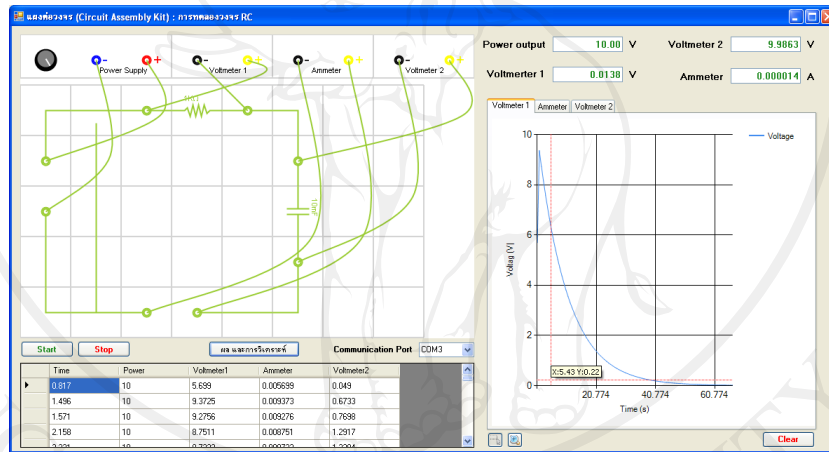 แผงต่อวงจร (Circuit Assembly Kit) : การทดลองวงจร RC
- + - + - + - +
Power Supply Voltmeter 1 Ammeter Voltmeter 2
1kΩ
10mF
Power output 10.00 V Voltmeter 2 9.9863 V
Voltmerter 1 0.0138 V Ammeter 0.000014 A
Voltmeter 1 Ammeter Voltmeter 2
10
8
6
4
2
0
Voltag (V)
Voltage
X:5.43 Y:0.22
20.774 40.774 60.774
Time (s)
Clear
Start Stop ผล และการวิเคราะห์ Communication Port COM3
Time Power Voltmeter1 Ammeter Voltmeter2
0.817 10 5.699 0.005699 0.049
1.496 10 9.3725 0.009373 0.6733
1.571 10 9.2756 0.009276 0.7698
2.158 10 8.7511 0.008751 1.2917